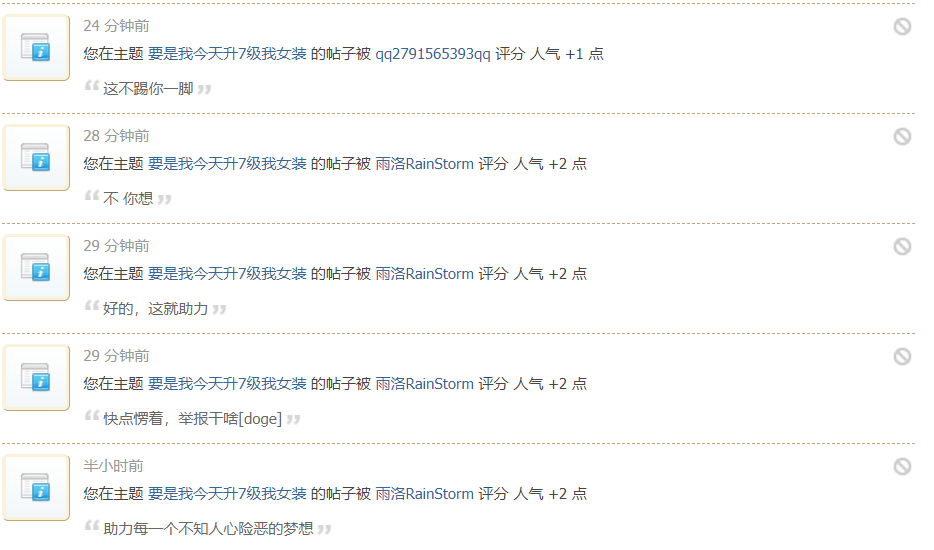 24 分钟前
您在主题 要是我今天升7级我女装 的帖子被 qq2791565393qq 评分 人气 +1 点
“ 这不踢你一脚 ”
28 分钟前
您在主题 要是我今天升7级我女装 的帖子被 雨洛RainStorm 评分 人气 +2 点
“ 不 你想 ”
29 分钟前
您在主题 要是我今天升7级我女装 的帖子被 雨洛RainStorm 评分 人气 +2 点
“ 好的，这就助力 ”
29 分钟前
您在主题 要是我今天升7级我女装 的帖子被 雨洛RainStorm 评分 人气 +2 点
“ 快点愣着，举报干啥[doge] ”
半小时前
您在主题 要是我今天升7级我女装 的帖子被 雨洛RainStorm 评分 人气 +2 点
“ 助力每一个不知人心险恶的梦想 ”